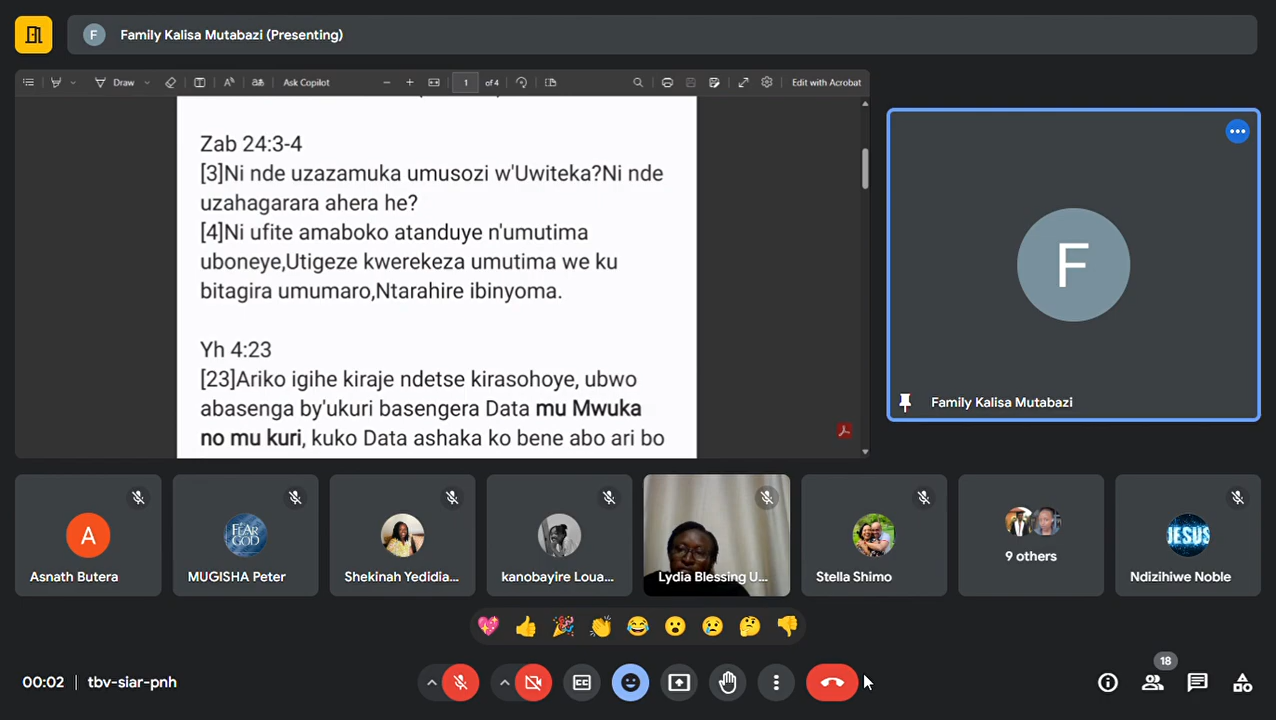 F Family Kalisa Mutabazi (Presenting)
Draw Ask Copilot 1 of 4 Edit with Acrobat
Zab 24:3-4
[3]Ni nde uzazamuka umusozi w'Uwiteka?Ni nde
uzahagarara ahera he?
[4]Ni ufite amaboko atanduye n'umutima
uboneye,Utigeze kwerekeza umutima we ku
bitagira umumaro,Ntarahire ibinyoma.
Yh 4:23
[23]Ariko igihe kiraje ndetse kirasohoye, ubwo
abasenga by'ukuri basengera Data mu Mwuka
no mu kuri, kuko Data ashaka ko bene abo ari bo
F
Family Kalisa Mutabazi
A
FEAR
GOD
JESUS
Asnath Butera
MUGISHA Peter
Shekinah Yedidia...
kanobayire Loua...
Lydia Blessing U...
Stella Shimo
9 others
Ndizihiwe Noble
00:02 | tbv-siar-pnh
18